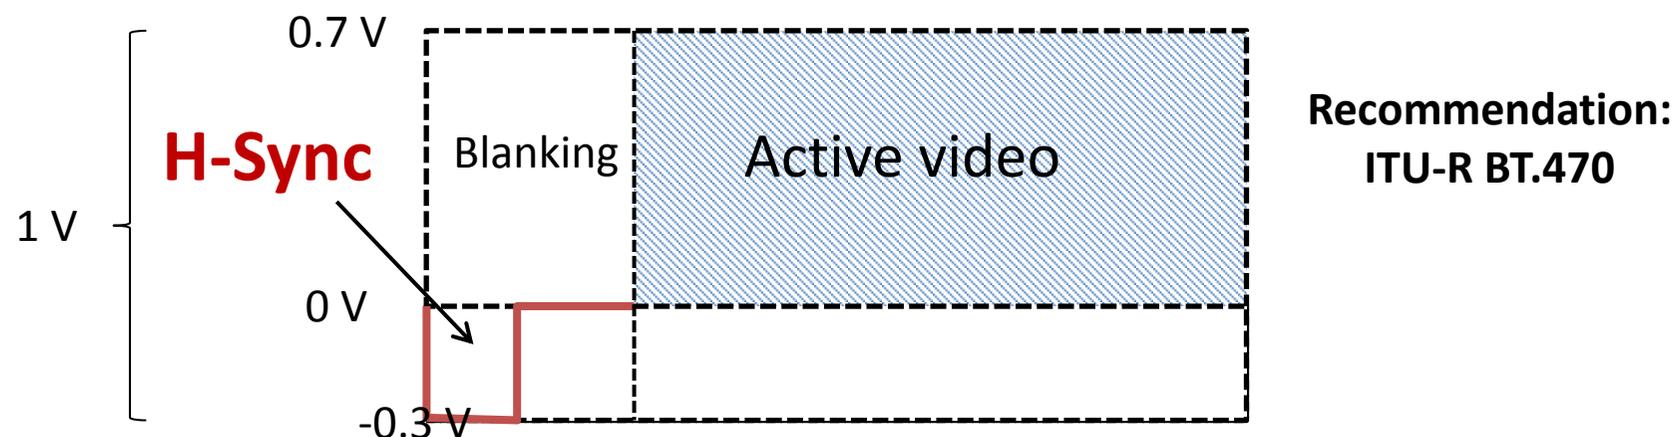 0.7 V
Recommendation:
ITU-R BT.470
H-Sync
Blanking
Active video
1 V
0 V
-0.3 V